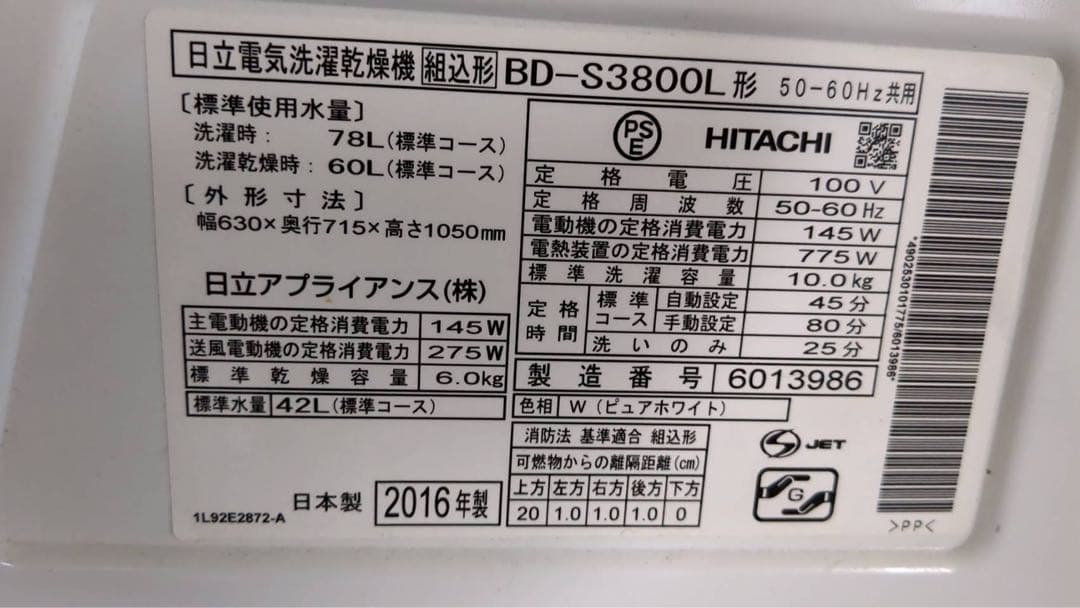 日立電気洗濯乾燥機 組込形 BD-S3800L形 50-60Hz共用
〔標準使用水量〕
洗濯時： 78L(標準コース)
洗濯乾燥時： 60L(標準コース)
〔外形寸法〕
幅630×奥行715×高さ1050mm
日立アプライアンス(株)
主電動機の定格消費電力 145W
送風電動機の定格消費電力 275W
標準乾燥容量 6.0kg
標準水量 42L(標準コース)
日本製 2016年製
1L92E2872-A
PS
E
HITACHI
定格電圧 100V
定格周波数 50-60Hz
電動機の定格消費電力 145W
電熱装置の定格消費電力 775W
標準洗濯容量 10.0kg
定格時間 標準コース 自動設定 45分
手動設定 80分
洗いのみ 25分
製造番号 6013986
色相 W(ピュアホワイト)
消防法 基準適合 組込形
可燃物からの離隔距離(cm)
上方 左方 右方 後方 下方
20 1.0 1.0 1.0 0
S JET
G
*4902530101775/6013986*
>PP<